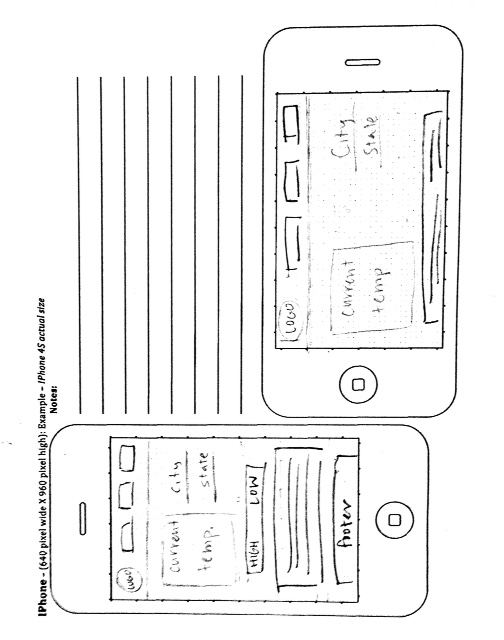 IPhone - (640 pixel wide X 960 pixel high): Example - IPhone 4S actual size
Notes:
LOGO
current city
temp. state
HIGH LOW
footer
LOGO
current City
temp State